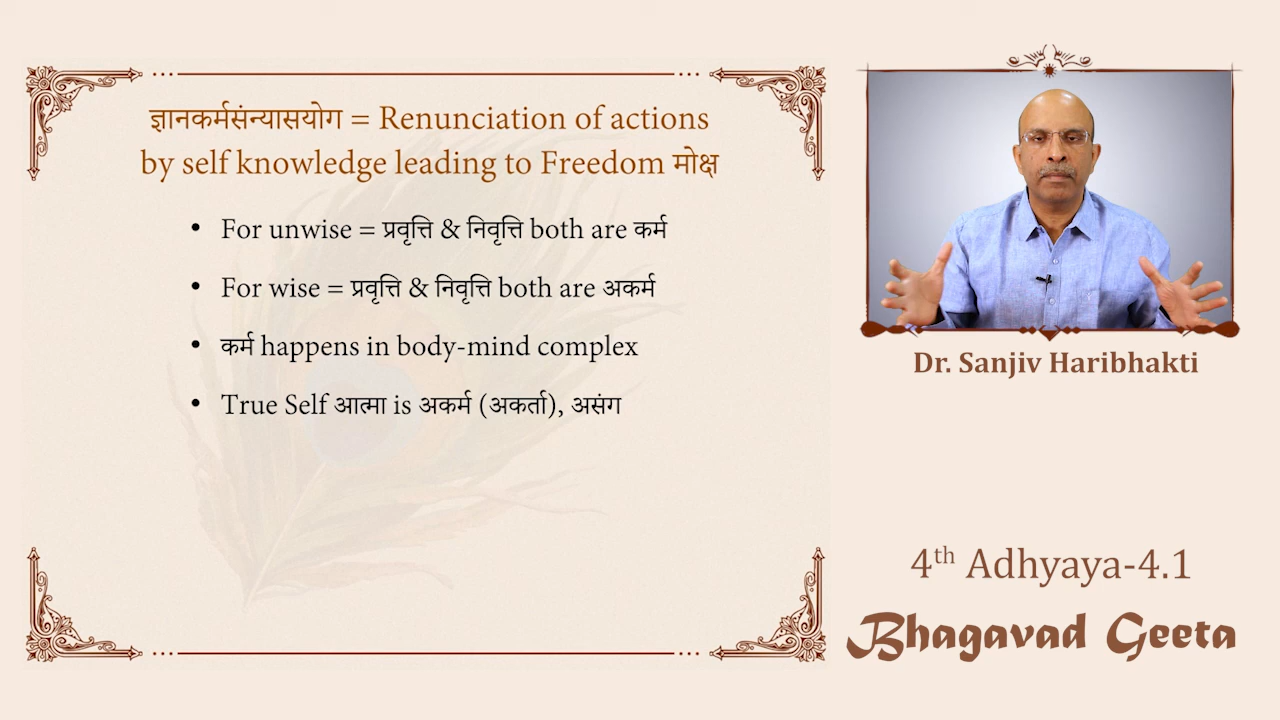 ज्ञानकर्मसंन्यासयोग = Renunciation of actions
by self knowledge leading to Freedom मोक्ष
• For unwise = प्रवृत्ति & निवृत्ति both are कर्म
• For wise = प्रवृत्ति & निवृत्ति both are अकर्म
• कर्म happens in body-mind complex
• True Self आत्मा is अकर्म (अकर्ता), असंग
Dr. Sanjiv Haribhakti
4th Adhyaya-4.1
Bhagavad Geeta